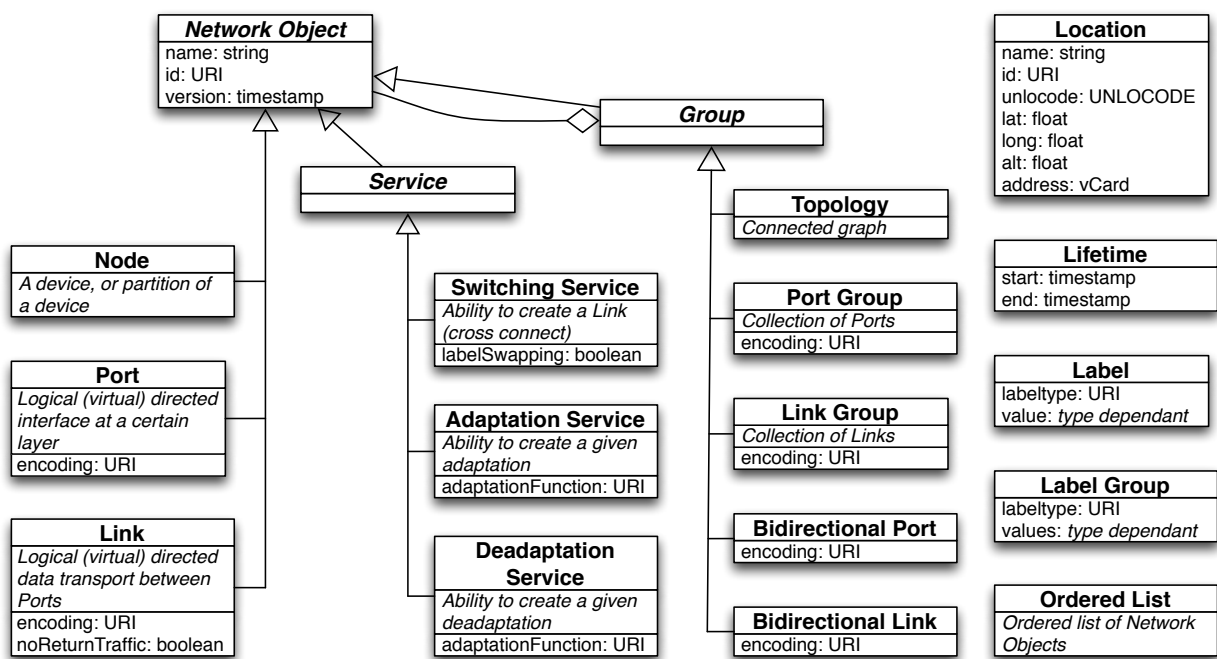 Network Object
name: string
id: URI
version: timestamp
Group
Service
Node
A device, or partition of
a device
Port
Logical (virtual) directed
interface at a certain
layer
encoding: URI
Link
Logical (virtual) directed
data transport between
Ports
encoding: URI
noReturnTraffic: boolean
Switching Service
Ability to create a Link
(cross connect)
labelSwapping: boolean
Adaptation Service
Ability to create a given
adaptation
adaptationFunction: URI
Deadaptation
Service
Ability to create a given
deadaptation
adaptationFunction: URI
Topology
Connected graph
Port Group
Collection of Ports
encoding: URI
Link Group
Collection of Links
encoding: URI
Bidirectional Port
encoding: URI
Bidirectional Link
encoding: URI
Location
name: string
id: URI
unlocode: UNLOCODE
lat: float
long: float
alt: float
address: vCard
Lifetime
start: timestamp
end: timestamp
Label
labeltype: URI
value: type dependant
Label Group
labeltype: URI
values: type dependant
Ordered List
Ordered list of Network
Objects